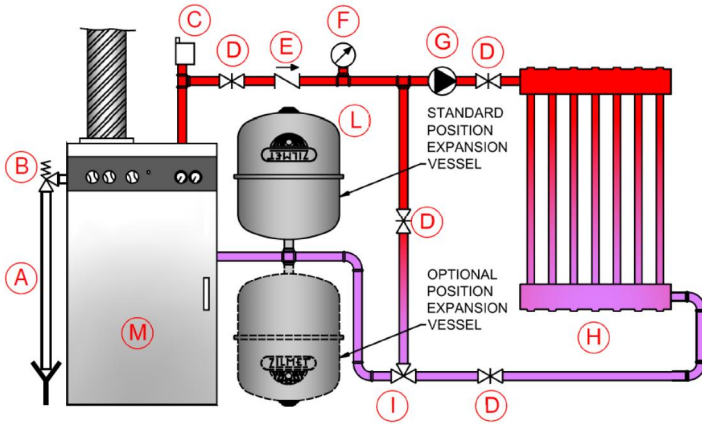 C
D
E
F
G
D
B
L
STANDARD
POSITION
EXPANSION
VESSEL
ZILMET
D
A
M
OPTIONAL
POSITION
EXPANSION
VESSEL
ZILMET
H
I
D